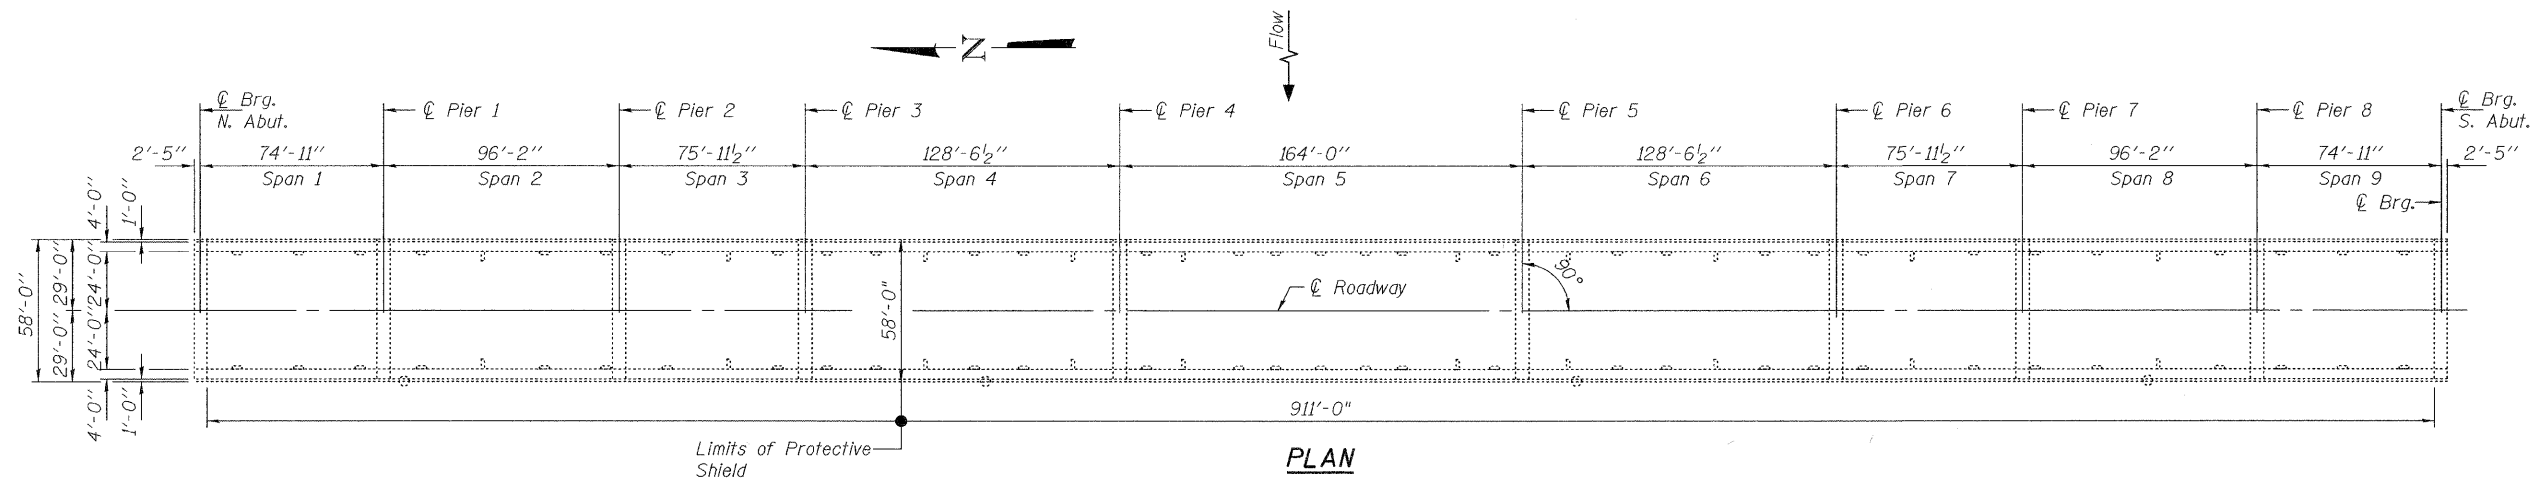 N
Flow
℄ Brg.
N. Abut.
℄ Pier 1
℄ Pier 2
℄ Pier 3
℄ Pier 4
℄ Pier 5
℄ Pier 6
℄ Pier 7
℄ Pier 8
℄ Brg.
S. Abut.
2'-5"
74'-11"
96'-2"
75'-11½"
128'-6½"
164'-0"
128'-6½"
75'-11½"
96'-2"
74'-11"
2'-5"
Span 1
Span 2
Span 3
Span 4
Span 5
Span 6
Span 7
Span 8
Span 9
℄ Brg.
4'-0"
1'-0"
58'-0"
29'-0"
29'-0"
24'-0"
24'-0"
4'-0"
1'-0"
58'-0"
90°
℄ Roadway
911'-0"
Limits of Protective
Shield
PLAN